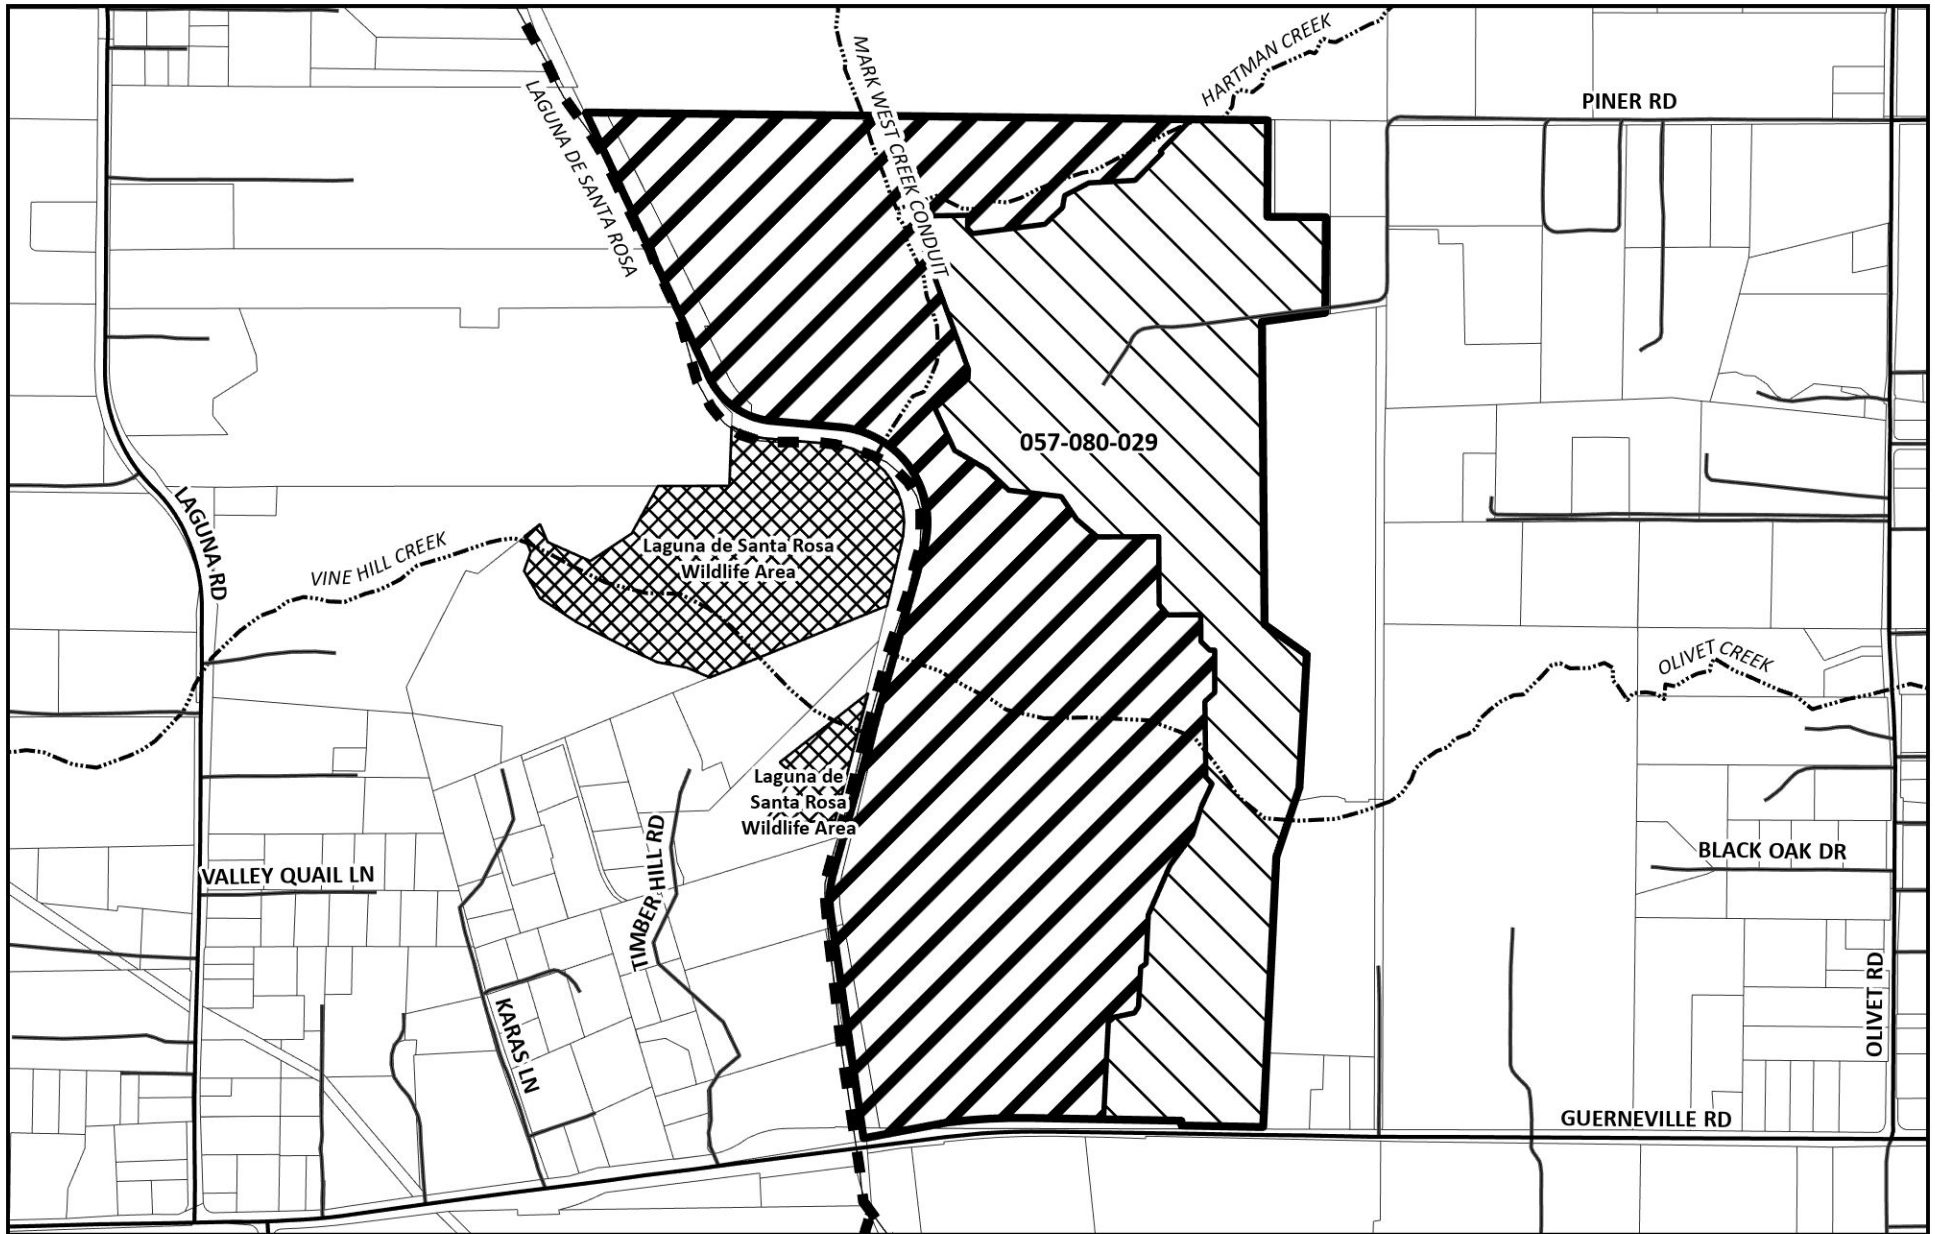 HARTMAN CREEK
MARK WEST CREEK CONDUIT
PINER RD
LAGUNA DE SANTA ROSA
057-080-029
LAGUNA RD
Laguna de Santa Rosa
Wildlife Area
VINE HILL CREEK
OLIVET CREEK
Laguna de
Santa Rosa
Wildlife Area
TIMBER HILL RD
BLACK OAK DR
VALLEY QUAIL LN
KARAS LN
OLIVET RD
GUERNEVILLE RD